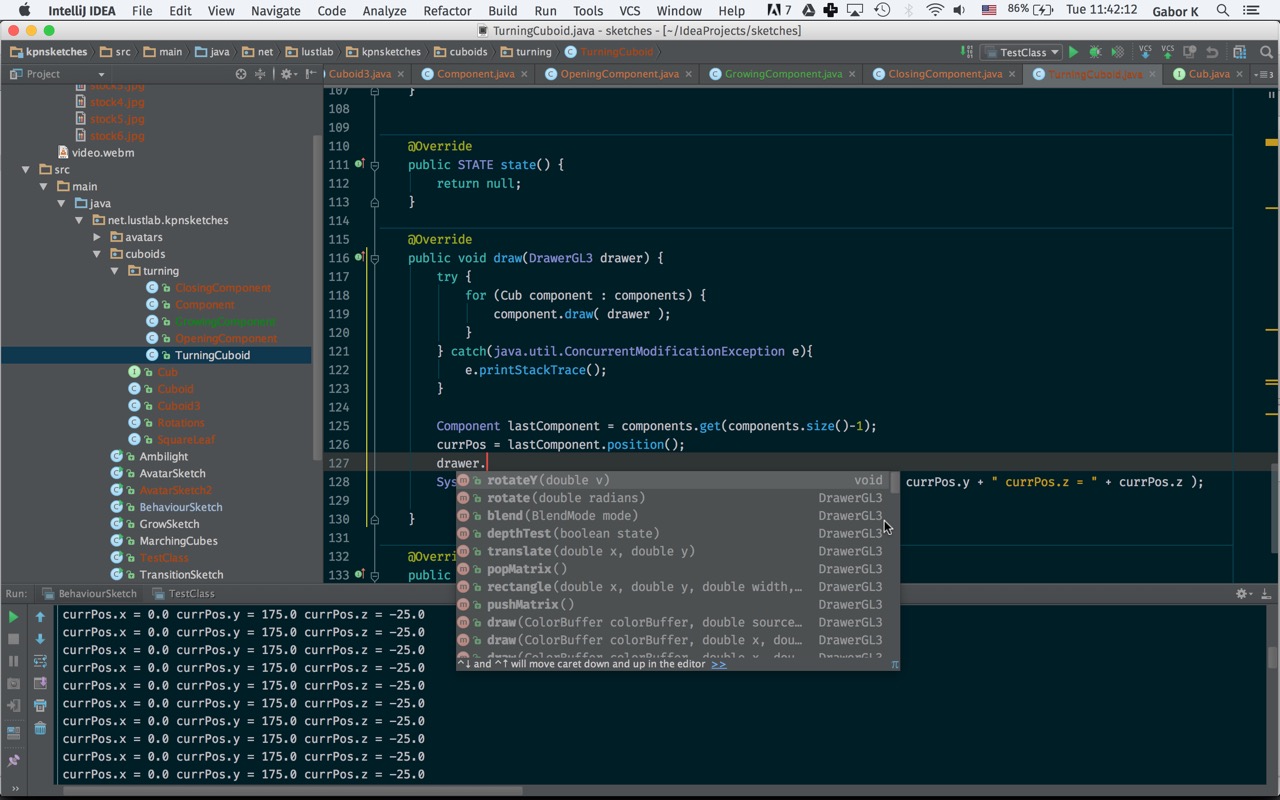 IntelliJ IDEA File Edit View Navigate Code Analyze Refactor Build Run Tools VCS Window Help 7 86% Tue 11:42:12 Gabor K
TurningCuboid.java - sketches - [~/IdeaProjects/sketches]
kpnsketches src main java net lustlab kpnsketches cuboids turning TurningCuboid TestClass VCS VCS
Project Cuboid3.java Component.java OpeningComponent.java GrowingComponent.java ClosingComponent.java TurningCuboid.java Cub.java
stock3.jpg
stock4.jpg
stock5.jpg
stock6.jpg
video.webm
src
main
java
net.lustlab.kpnsketches
avatars
cuboids
turning
ClosingComponent
Component
GrowingComponent
OpeningComponent
TurningCuboid
Cub
Cuboid
Cuboid3
Rotations
SquareLeaf
Ambilight
AvatarSketch
AvatarSketch2
BehaviourSketch
GrowSketch
MarchingCubes
TestClass
TransitionSketch
107 }
108
109
110 @Override
111 public STATE state() {
112 return null;
113 }
114
115 @Override
116 public void draw(DrawerGL3 drawer) {
117 try {
118 for (Cub component : components) {
119 component.draw( drawer );
120 }
121 } catch(java.util.ConcurrentModificationException e){
122 e.printStackTrace();
123 }
124
125 Component lastComponent = components.get(components.size()-1);
126 currPos = lastComponent.position();
127 drawer.
128 Sys currPos.y + " currPos.z = " + currPos.z );
129
130 }
131
132 @Overri
133 public
rotateY(double v) void
rotate(double radians) DrawerGL3
blend(BlendMode mode) DrawerGL3
depthTest(boolean state) DrawerGL3
translate(double x, double y) DrawerGL3
popMatrix() DrawerGL3
rectangle(double x, double y, double width,... DrawerGL3
pushMatrix() DrawerGL3
draw(ColorBuffer colorBuffer, double source... DrawerGL3
draw(ColorBuffer colorBuffer, double x, dou... DrawerGL3
draw(ColorBuffer colorBuffer, double x, dou... DrawerGL3
^↓ and ^↑ will move caret down and up in the editor >> π
Run: BehaviourSketch TestClass
currPos.x = 0.0 currPos.y = 175.0 currPos.z = -25.0
currPos.x = 0.0 currPos.y = 175.0 currPos.z = -25.0
currPos.x = 0.0 currPos.y = 175.0 currPos.z = -25.0
currPos.x = 0.0 currPos.y = 175.0 currPos.z = -25.0
currPos.x = 0.0 currPos.y = 175.0 currPos.z = -25.0
currPos.x = 0.0 currPos.y = 175.0 currPos.z = -25.0
currPos.x = 0.0 currPos.y = 175.0 currPos.z = -25.0
currPos.x = 0.0 currPos.y = 175.0 currPos.z = -25.0
currPos.x = 0.0 currPos.y = 175.0 currPos.z = -25.0
currPos.x = 0.0 currPos.y = 175.0 currPos.z = -25.0